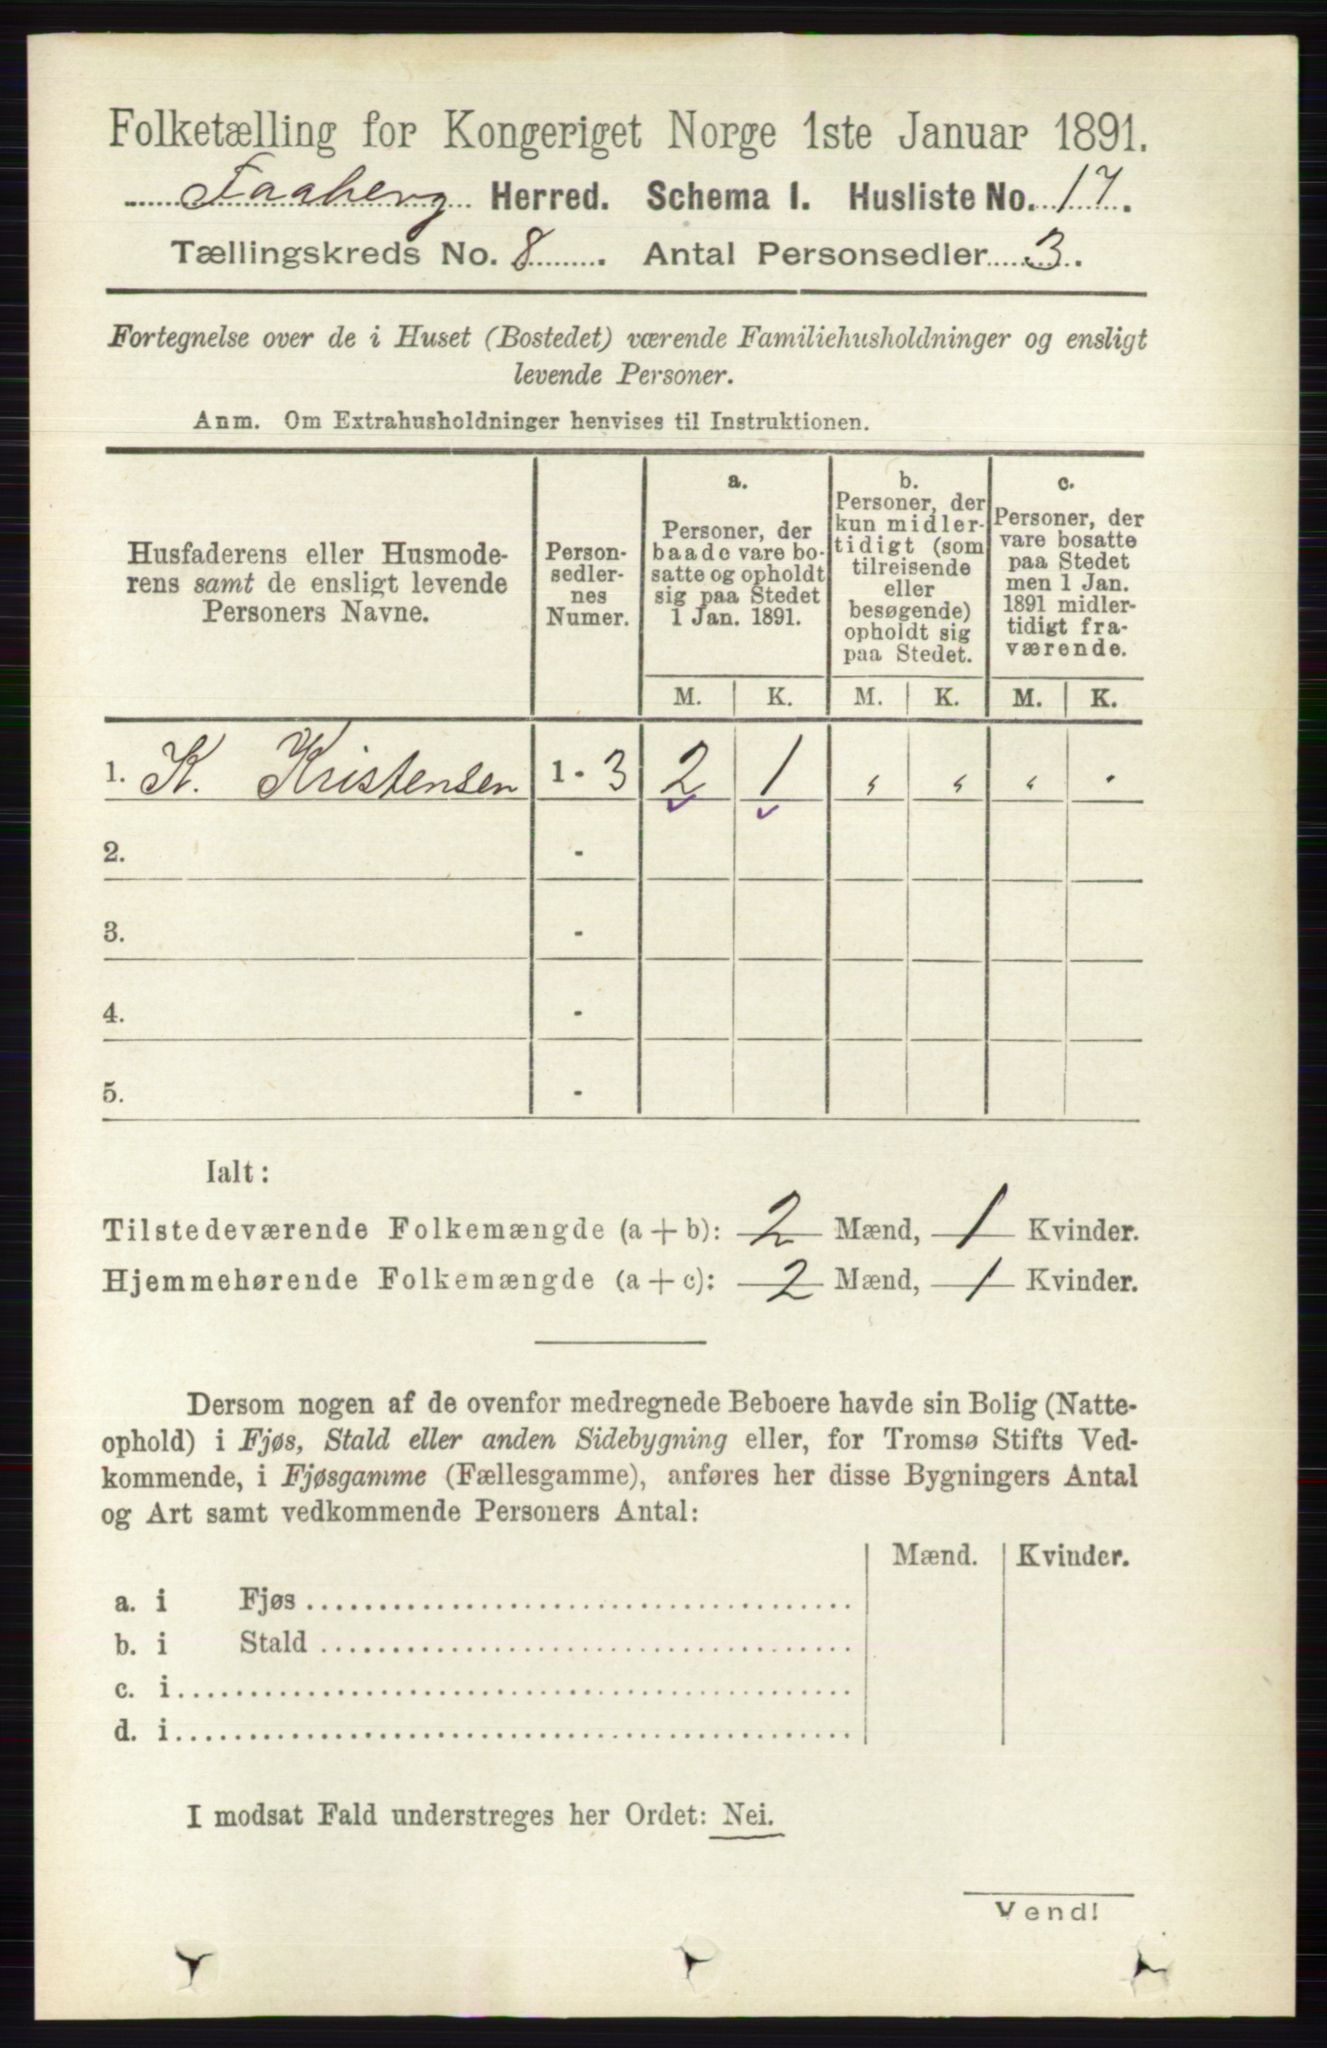 Folketælling for Kongeriget Norge 1ste Januar 1891.
Faaberg Herred. Schema I. Husliste No. 17.
Tællingskreds No. 8. Antal Personsedler 3.
Fortegnelse over de i Huset (Bostedet) værende Familiehusholdninger og ensligt
levende Personer.
Anm. Om Extrahusholdninger henvises til Instruktionen.
Husfaderens eller Husmoderens samt de ensligt levende Personers Navne.
Personsedlernes Numer.
a. Personer, der baade vare bosatte og opholdt sig paa Stedet 1 Jan. 1891.
b. Personer, der kun midlertidigt (som tilreisende eller besøgende) opholdt sig paa Stedet.
c. Personer, der vare bosatte paa Stedet men 1 Jan. 1891 midlertidigt fraværende.
M. K. M. K. M. K.
1. K. Kristensen 1 - 3 2 1 " " " .
2. -
3. -
4. -
5. -
Ialt:
Tilstedeværende Folkemængde (a + b): 2 Mænd, 1 Kvinder.
Hjemmehørende Folkemængde (a + c): 2 Mænd, 1 Kvinder.
Dersom nogen af de ovenfor medregnede Beboere havde sin Bolig (Natte-
ophold) i Fjøs, Stald eller anden Sidebygning eller, for Tromsø Stifts Ved-
kommende, i Fjøsgamme (Fællesgamme), anføres her disse Bygningers Antal
og Art samt vedkommende Personers Antal:
Mænd. Kvinder.
a. i Fjøs
b. i Stald
c. i
d. i
I modsat Fald understreges her Ordet: Nei.
Vend!